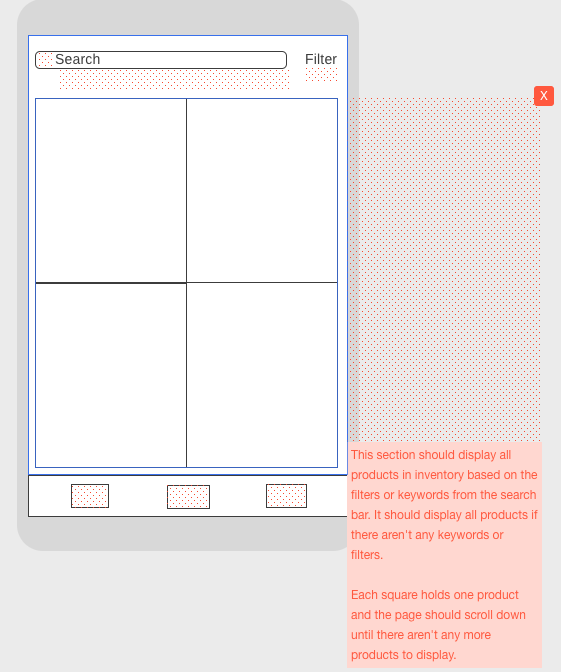 Search
Filter
X
This section should display all
products in inventory based on the
filters or keywords from the search
bar. It should display all products if
there aren't any keywords or
filters.
Each square holds one product
and the page should scroll down
until there aren't any more
products to display.